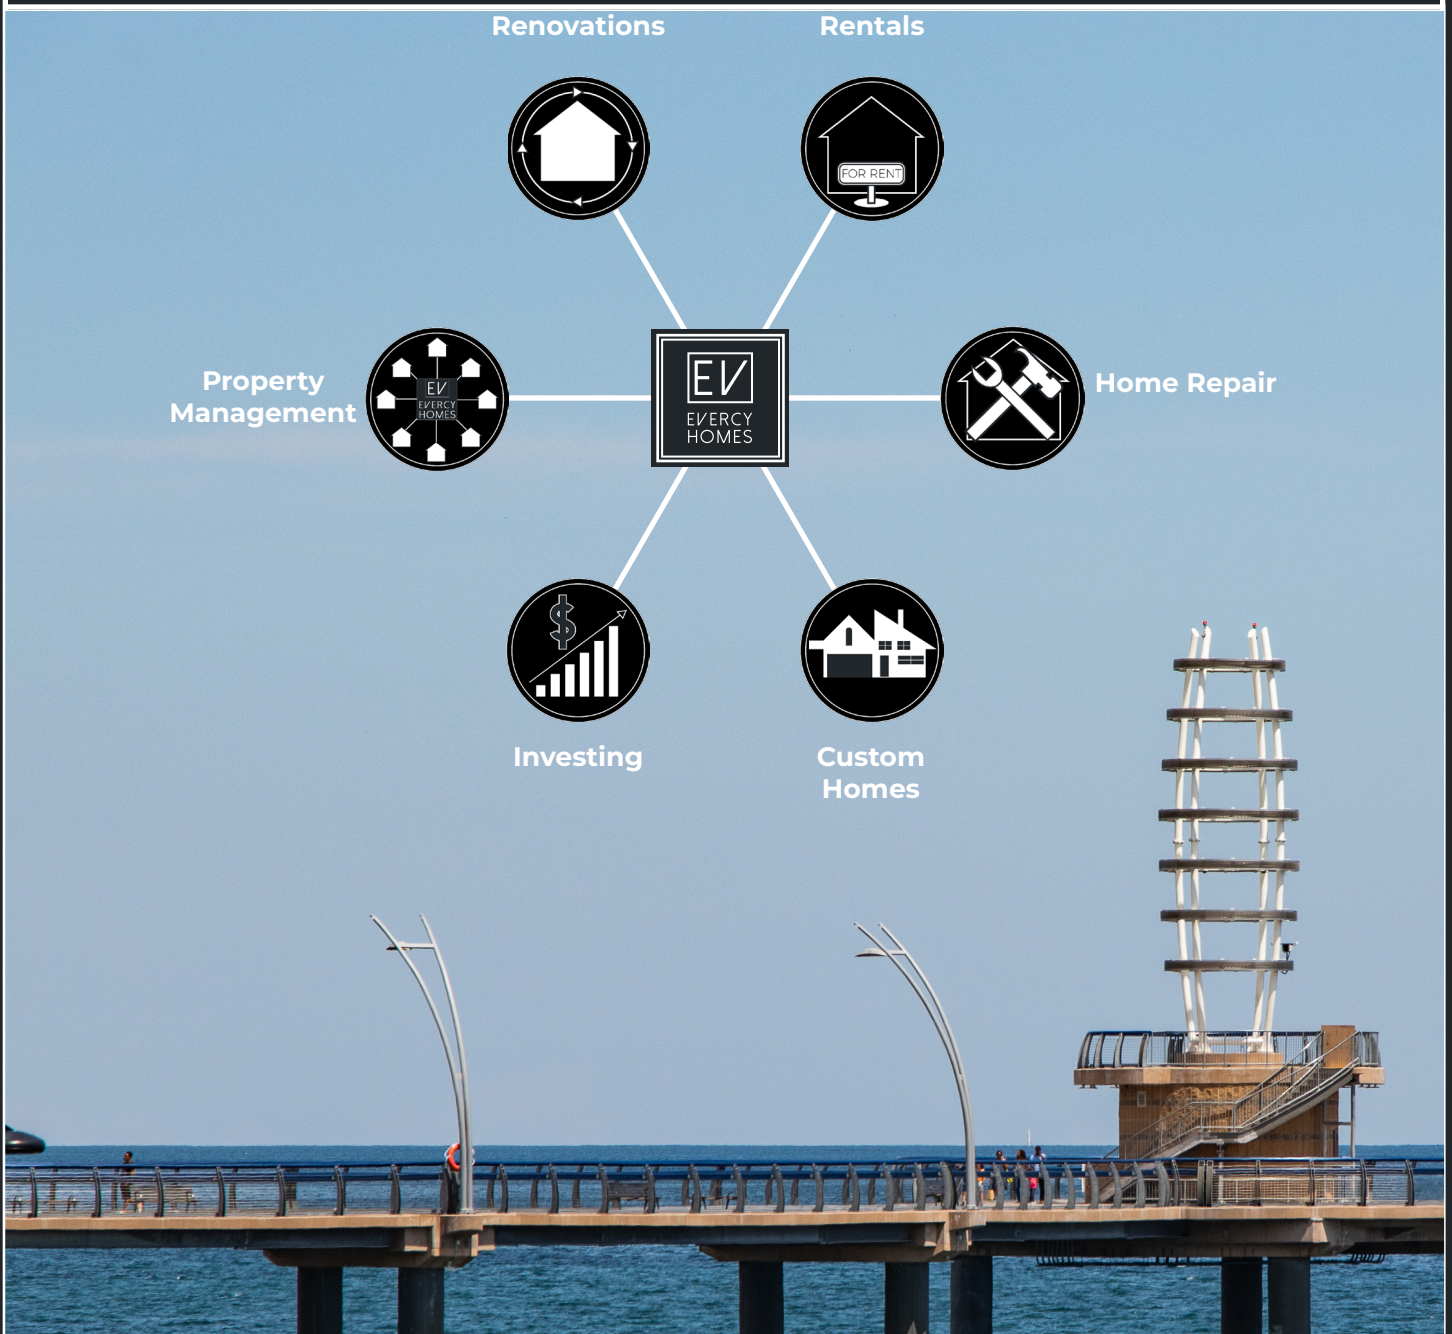 Renovations
Rentals
FOR RENT
Property
Management
EV
EVERCY
HOMES
EV
EVERCY
HOMES
Home Repair
$
Investing
Custom
Homes